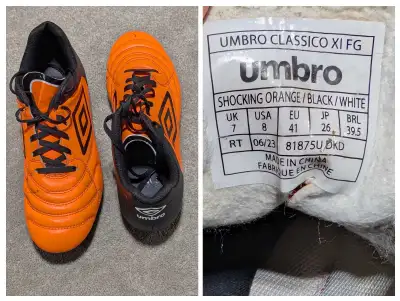 umbro
UMBRO CLASSICO XI FG
umbro
SHOCKING ORANGE/BLACK/WHITE
UK USA EU JP BRL
7 8 41 26 39.5
RT 06/23 81875U DKD
MADE IN CHINA
FABRIQUE EN CHINE